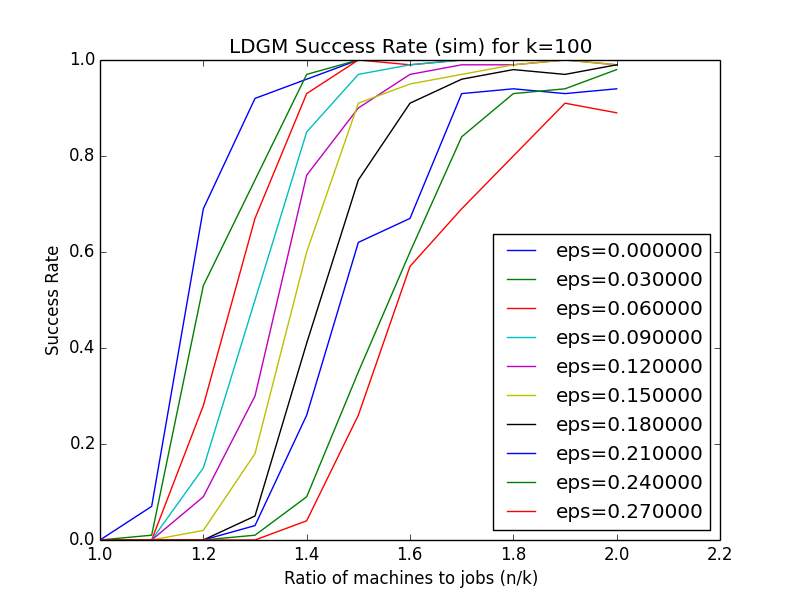 LDGM Success Rate (sim) for k=100
1.0
0.8
0.6
0.4
0.2
0.0
Success Rate
eps=0.000000
eps=0.030000
eps=0.060000
eps=0.090000
eps=0.120000
eps=0.150000
eps=0.180000
eps=0.210000
eps=0.240000
eps=0.270000
1.0 1.2 1.4 1.6 1.8 2.0 2.2
Ratio of machines to jobs (n/k)